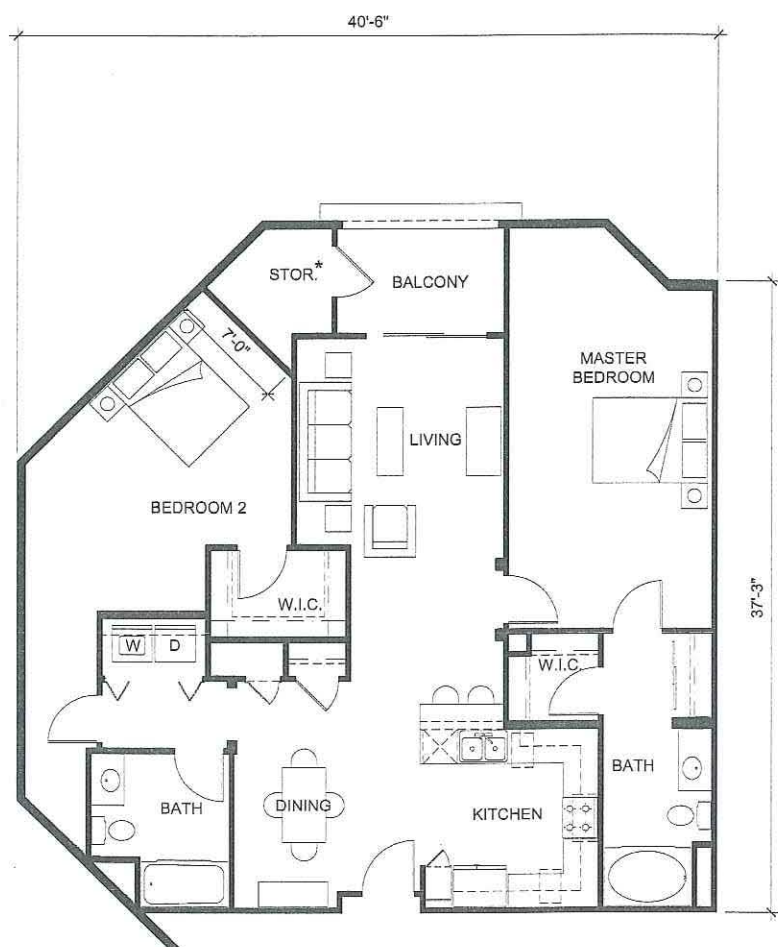 40'-6"
STOR.*
BALCONY
7'-0"
MASTER
BEDROOM
LIVING
BEDROOM 2
37'-3"
W.I.C.
W D
W.I.C.
BATH
BATH
DINING
KITCHEN